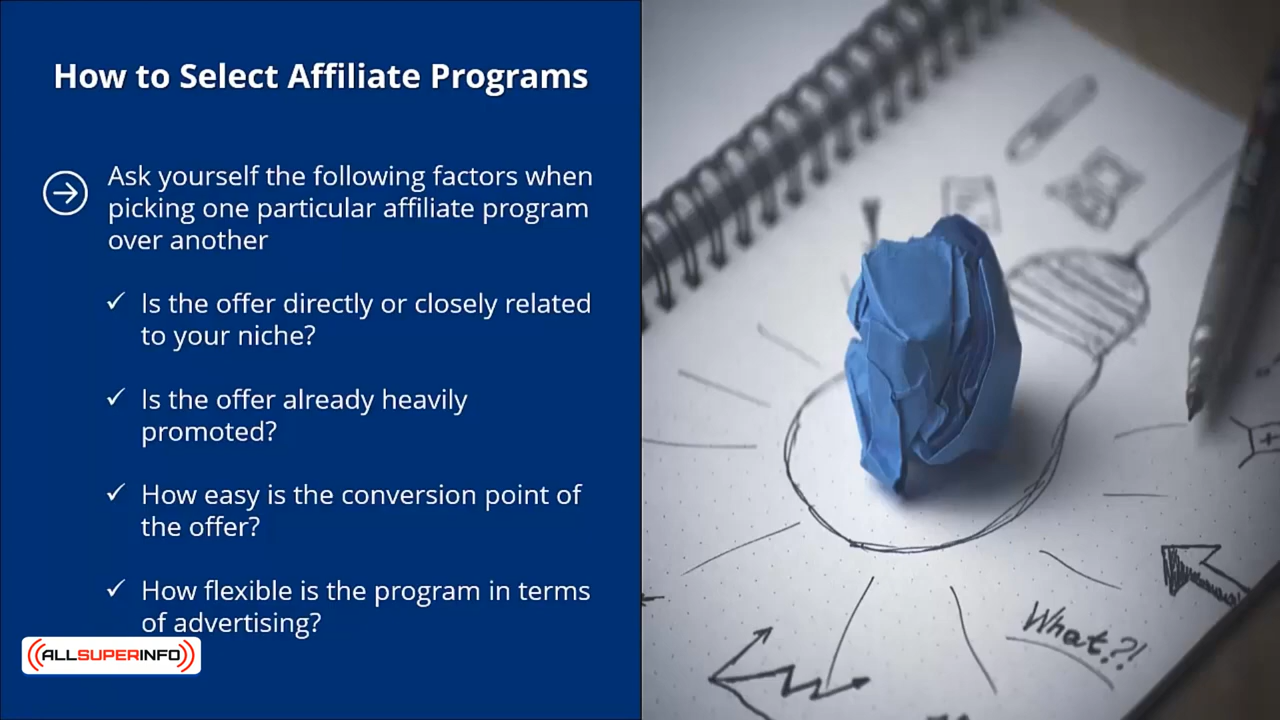 How to Select Affiliate Programs
Ask yourself the following factors when
picking one particular affiliate program
over another
✓ Is the offer directly or closely related
to your niche?
✓ Is the offer already heavily
promoted?
✓ How easy is the conversion point of
the offer?
✓ How flexible is the program in terms
of advertising?
ALLSUPERINFO
What?!